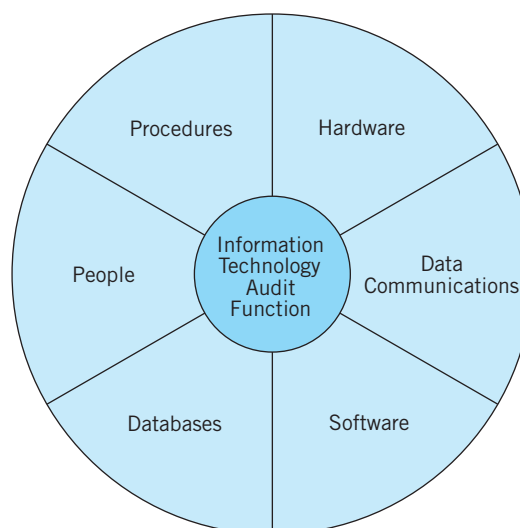 Procedures
Hardware
People
Information
Technology
Audit
Function
Data
Communications
Databases
Software